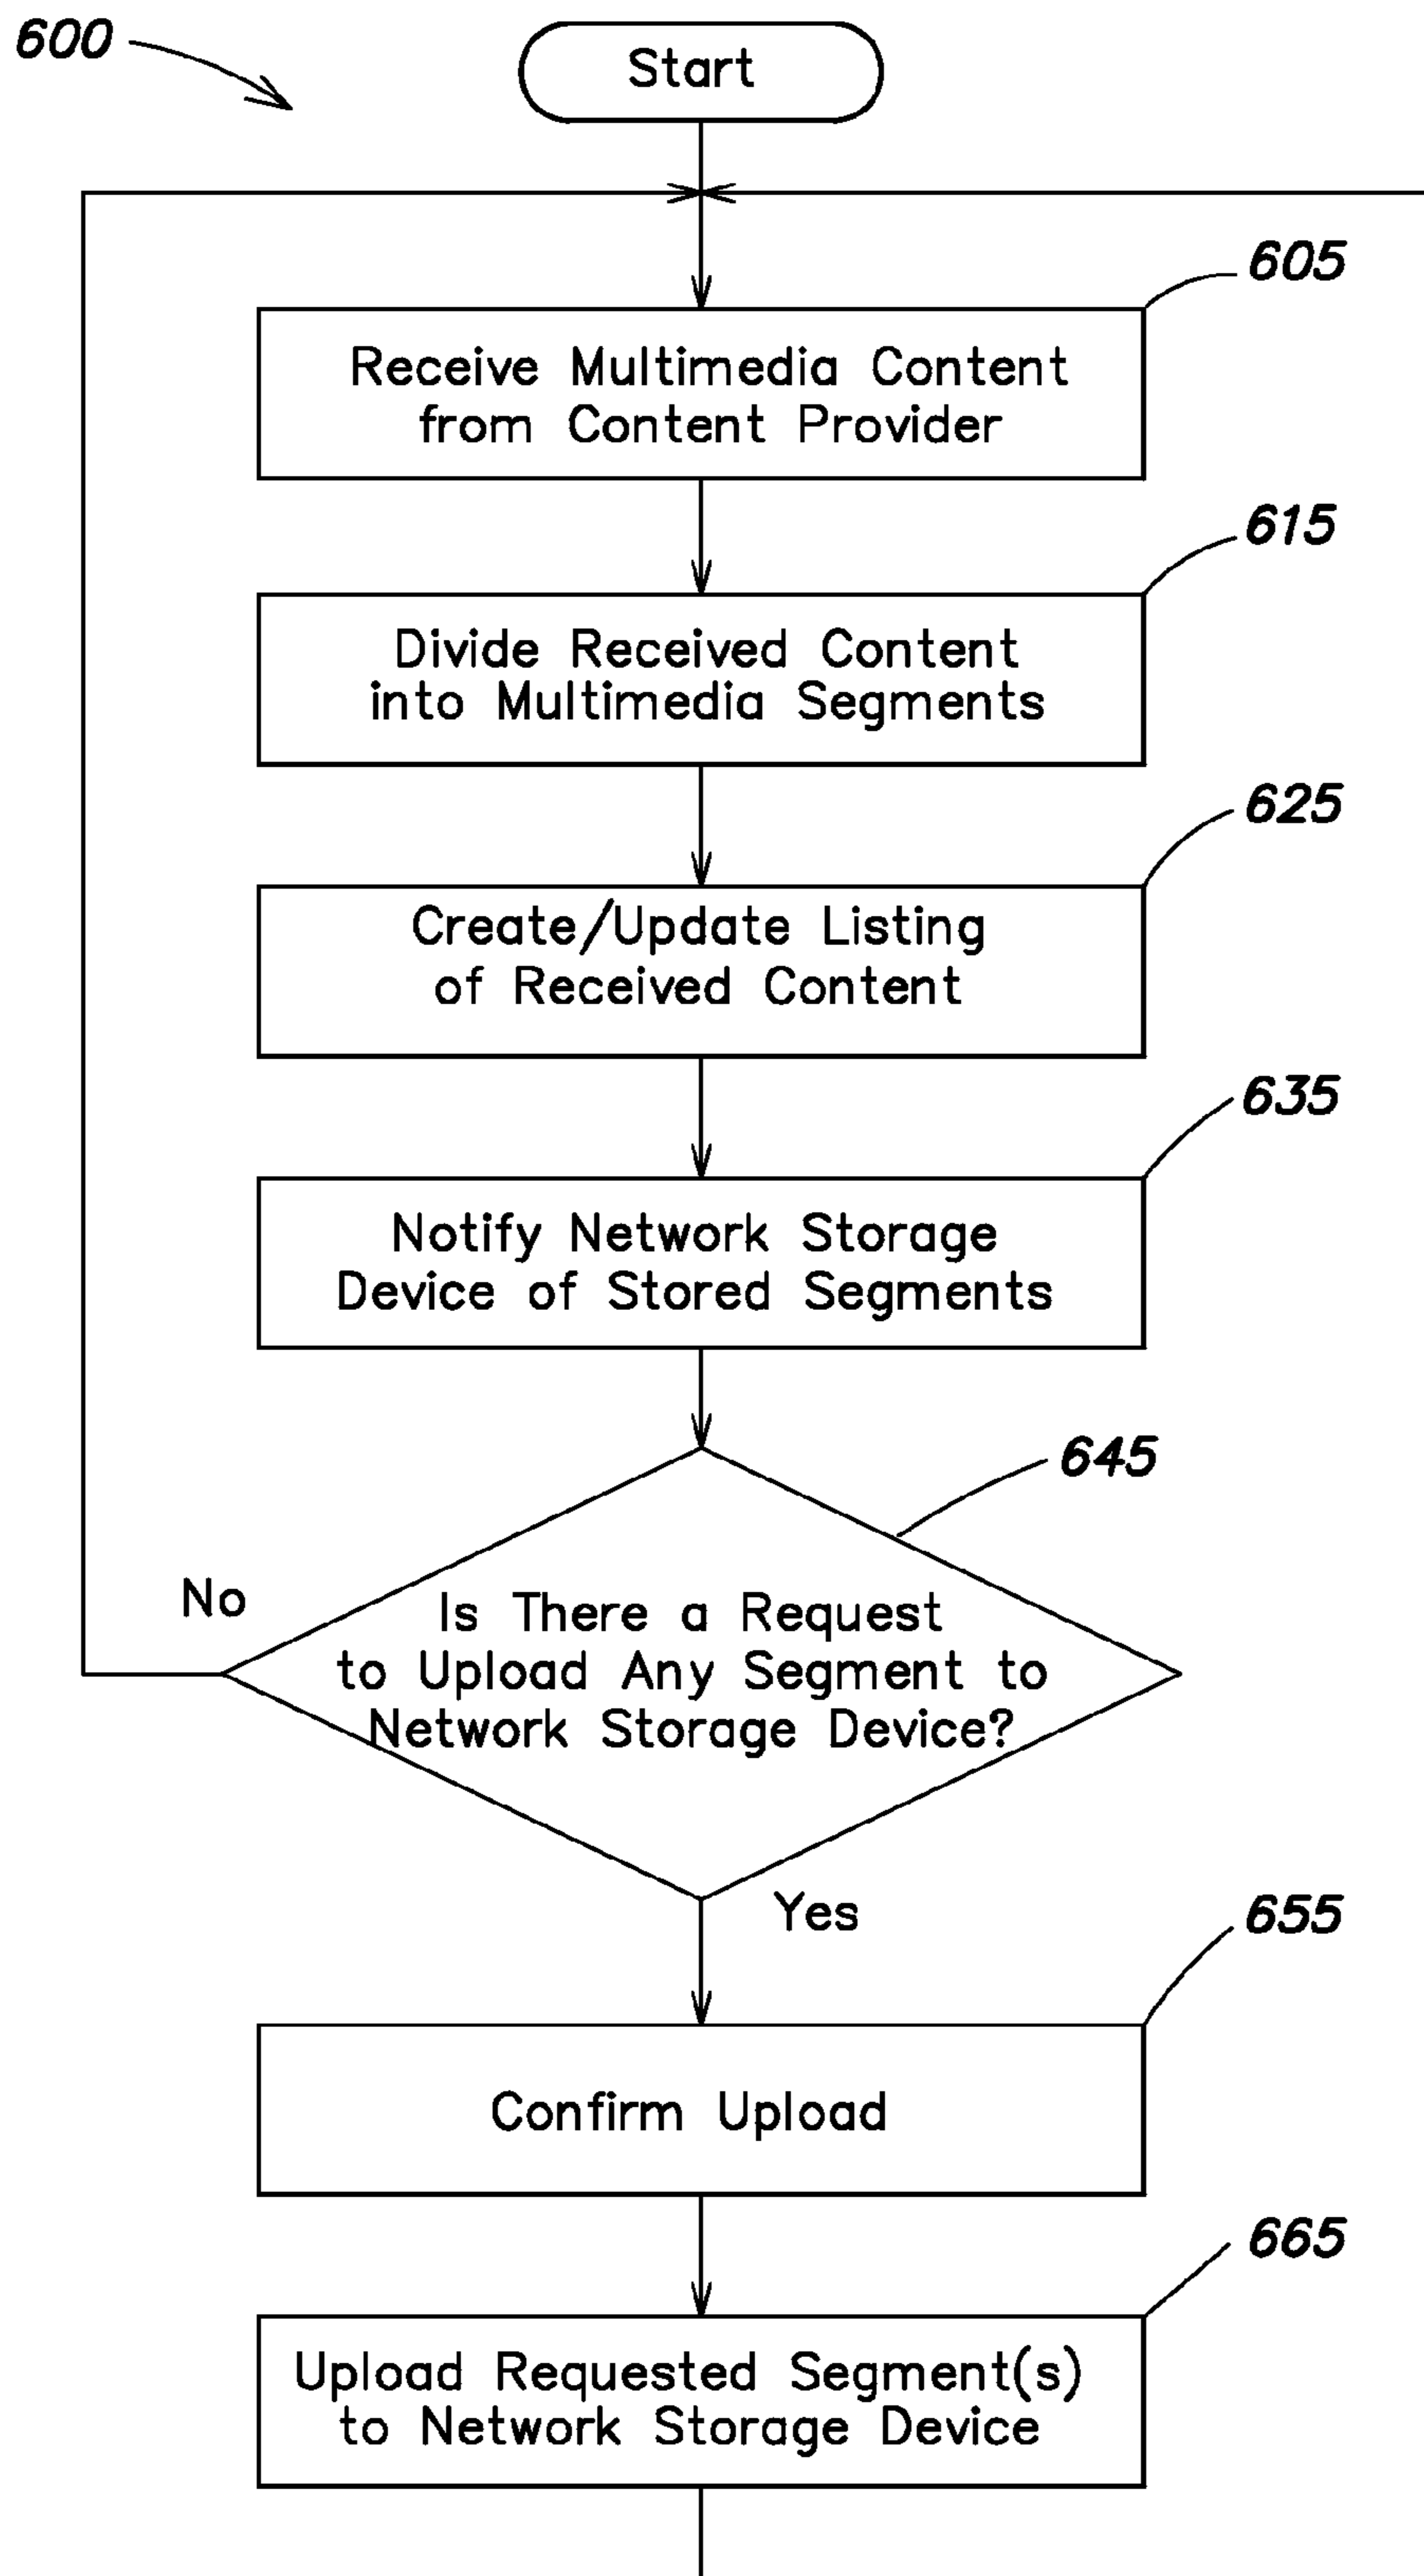 600
Start
605
Receive Multimedia Content
from Content Provider
615
Divide Received Content
into Multimedia Segments
625
Create/Update Listing
of Received Content
635
Notify Network Storage
Device of Stored Segments
645
No
Is There a Request
to Upload Any Segment to
Network Storage Device?
Yes
655
Confirm Upload
665
Upload Requested Segment(s)
to Network Storage Device